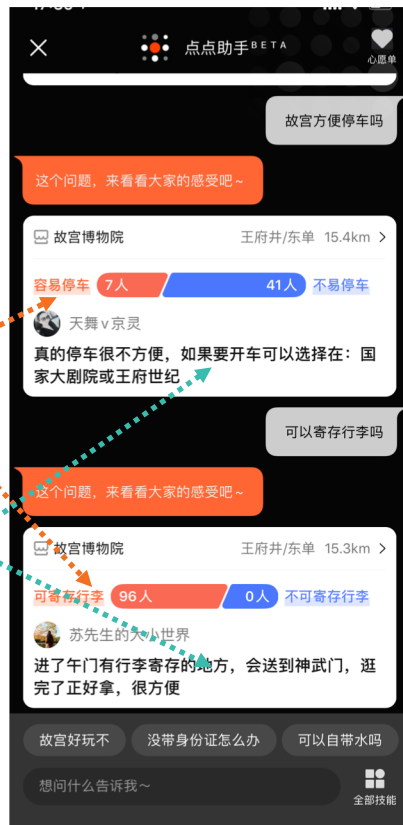 点点助手BETA
心愿单
故宫方便停车吗
这个问题，来看看大家的感受吧～
故宫博物院 王府井/东单 15.4km
容易停车 7人 41人 不易停车
天舞v京灵
真的停车很不方便，如果要开车可以选择在：国
家大剧院或王府世纪
可以寄存行李吗
这个问题，来看看大家的感受吧～
故宫博物院 王府井/东单 15.3km
可寄存行李 96人 0人 不可寄存行李
苏先生的大小世界
进了午门有行李寄存的地方，会送到神武门，逛
完了正好拿，很方便
故宫好玩不 没带身份证怎么办 可以自带水吗
想问什么告诉我～
全部技能